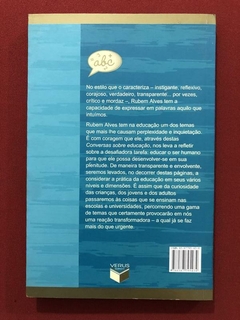 abc
No estilo que o caracteriza – instigante, reflexivo,
corajoso, verdadeiro, transparente... por vezes,
crítico e mordaz –, Rubem Alves tem a
capacidade de expressar em palavras aquilo que
intuímos.
Rubem Alves tem na educação um dos temas
que mais lhe causam perplexidade e inquietação.
É com coragem que ele, através destas
Conversas sobre educação, nos leva a refletir
sobre a desafiadora tarefa: educar o ser humano
para que ele possa desenvolver-se em sua
plenitude. De maneira transparente e envolvente,
seremos levados, no decorrer destas páginas, a
considerar a prática da educação em seus vários
níveis e dimensões. É assim que da curiosidade
das crianças, dos jovens e dos adultos
passaremos às coisas que se ensinam nas
escolas e universidades, percorrendo uma gama
de temas que certamente provocarão em nós
uma reação transformadora – a qual já se faz
mais do que urgente.
VERUS